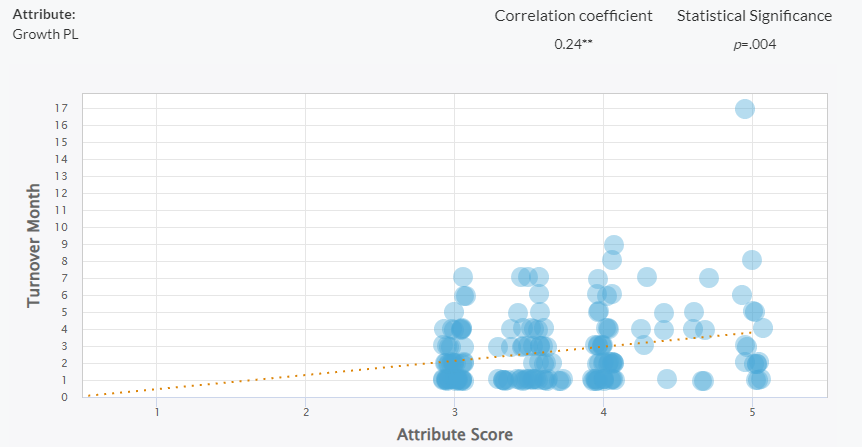 Attribute:
Growth PL
Correlation coefficient
0.24**
Statistical Significance
p=.004
Turnover Month
17
16
15
14
13
12
11
10
9
8
7
6
5
4
3
2
1
0
1 2 3 4 5
Attribute Score